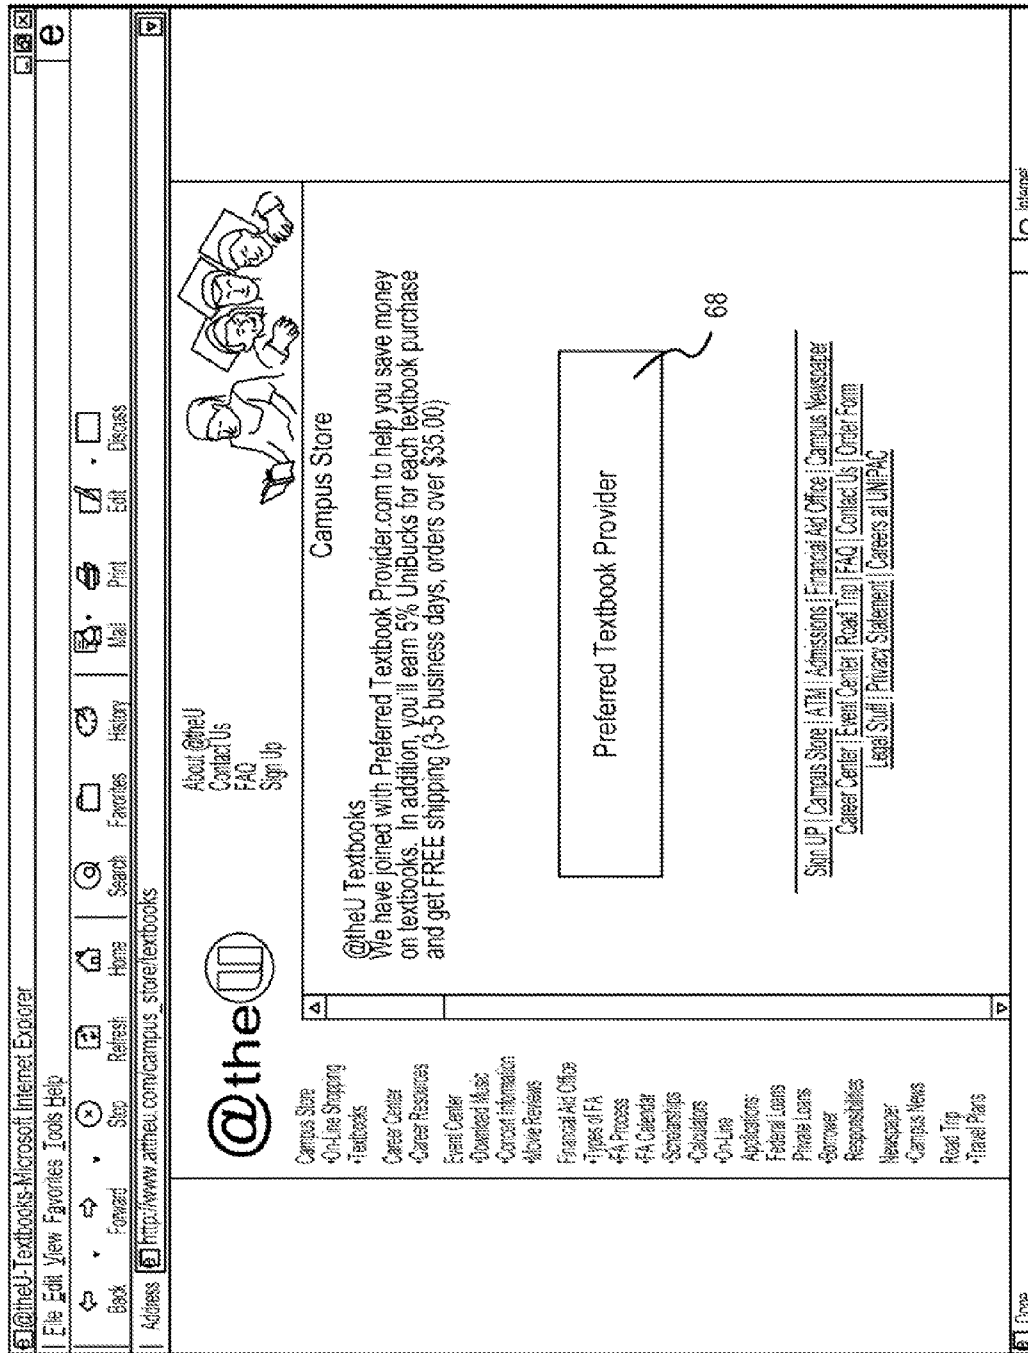 @theU-Textbooks-Microsoft Internet Explorer
File Edit View Favorites Tools Help
Back Forward Stop Refresh Home Search Favorites History Mail Print Edit Discuss
Address http://www.attheu.com/campus_store/textbooks
@theU
About @theU
Contact Us
FAQ
Sign Up
Campus Store
•On-Line Shopping
•Textbooks
Career Center
•Career Resources
Event Center
•Download Music
•Concert Information
•Movie Reviews
Financial Aid Office
•Types of FA
•FA Process
•FA Calendar
•Scholarships
•Calculators
•On-Line
Applications
Federal Loans
Private Loans
•Borrower
Responsibilities
Newspaper
•Campus News
Road Trip
•Travel Plans
Campus Store
@theU Textbooks
We have joined with Preferred Textbook Provider.com to help you save money
on textbooks. In addition, you'll earn 5% UniBucks for each textbook purchase
and get FREE shipping (3-5 business days, orders over $35.00)
Preferred Textbook Provider
68
Sign UP | Campus Store | ATM | Admissions | Financial Aid Office | Campus Newspaper
Career Center | Event Center | Road Trip | FAQ | Contact Us | Order Form
Legal Stuff | Privacy Statement | Careers at UNIPAC
Done
Internet